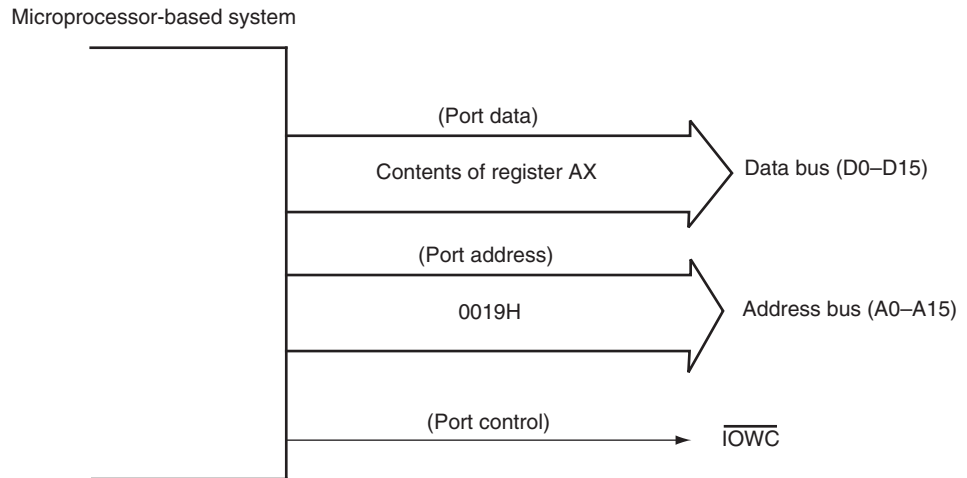 Microprocessor-based system
(Port data)
Contents of register AX
Data bus (D0–D15)
(Port address)
0019H
Address bus (A0–A15)
(Port control)
I̅O̅W̅C̅